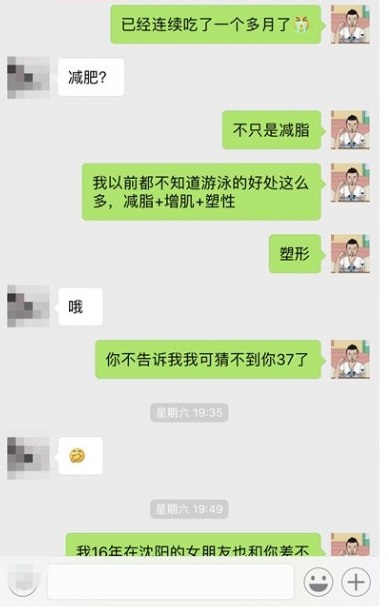 已经连续吃了一个多月了
减肥?
不只是减脂
我以前都不知道游泳的好处这么
多，减脂+增肌+塑性
塑形
哦
你不告诉我我可猜不到你37了
星期六 19:35
星期六 19:49
我16年在沈阳的女朋友也和你差不